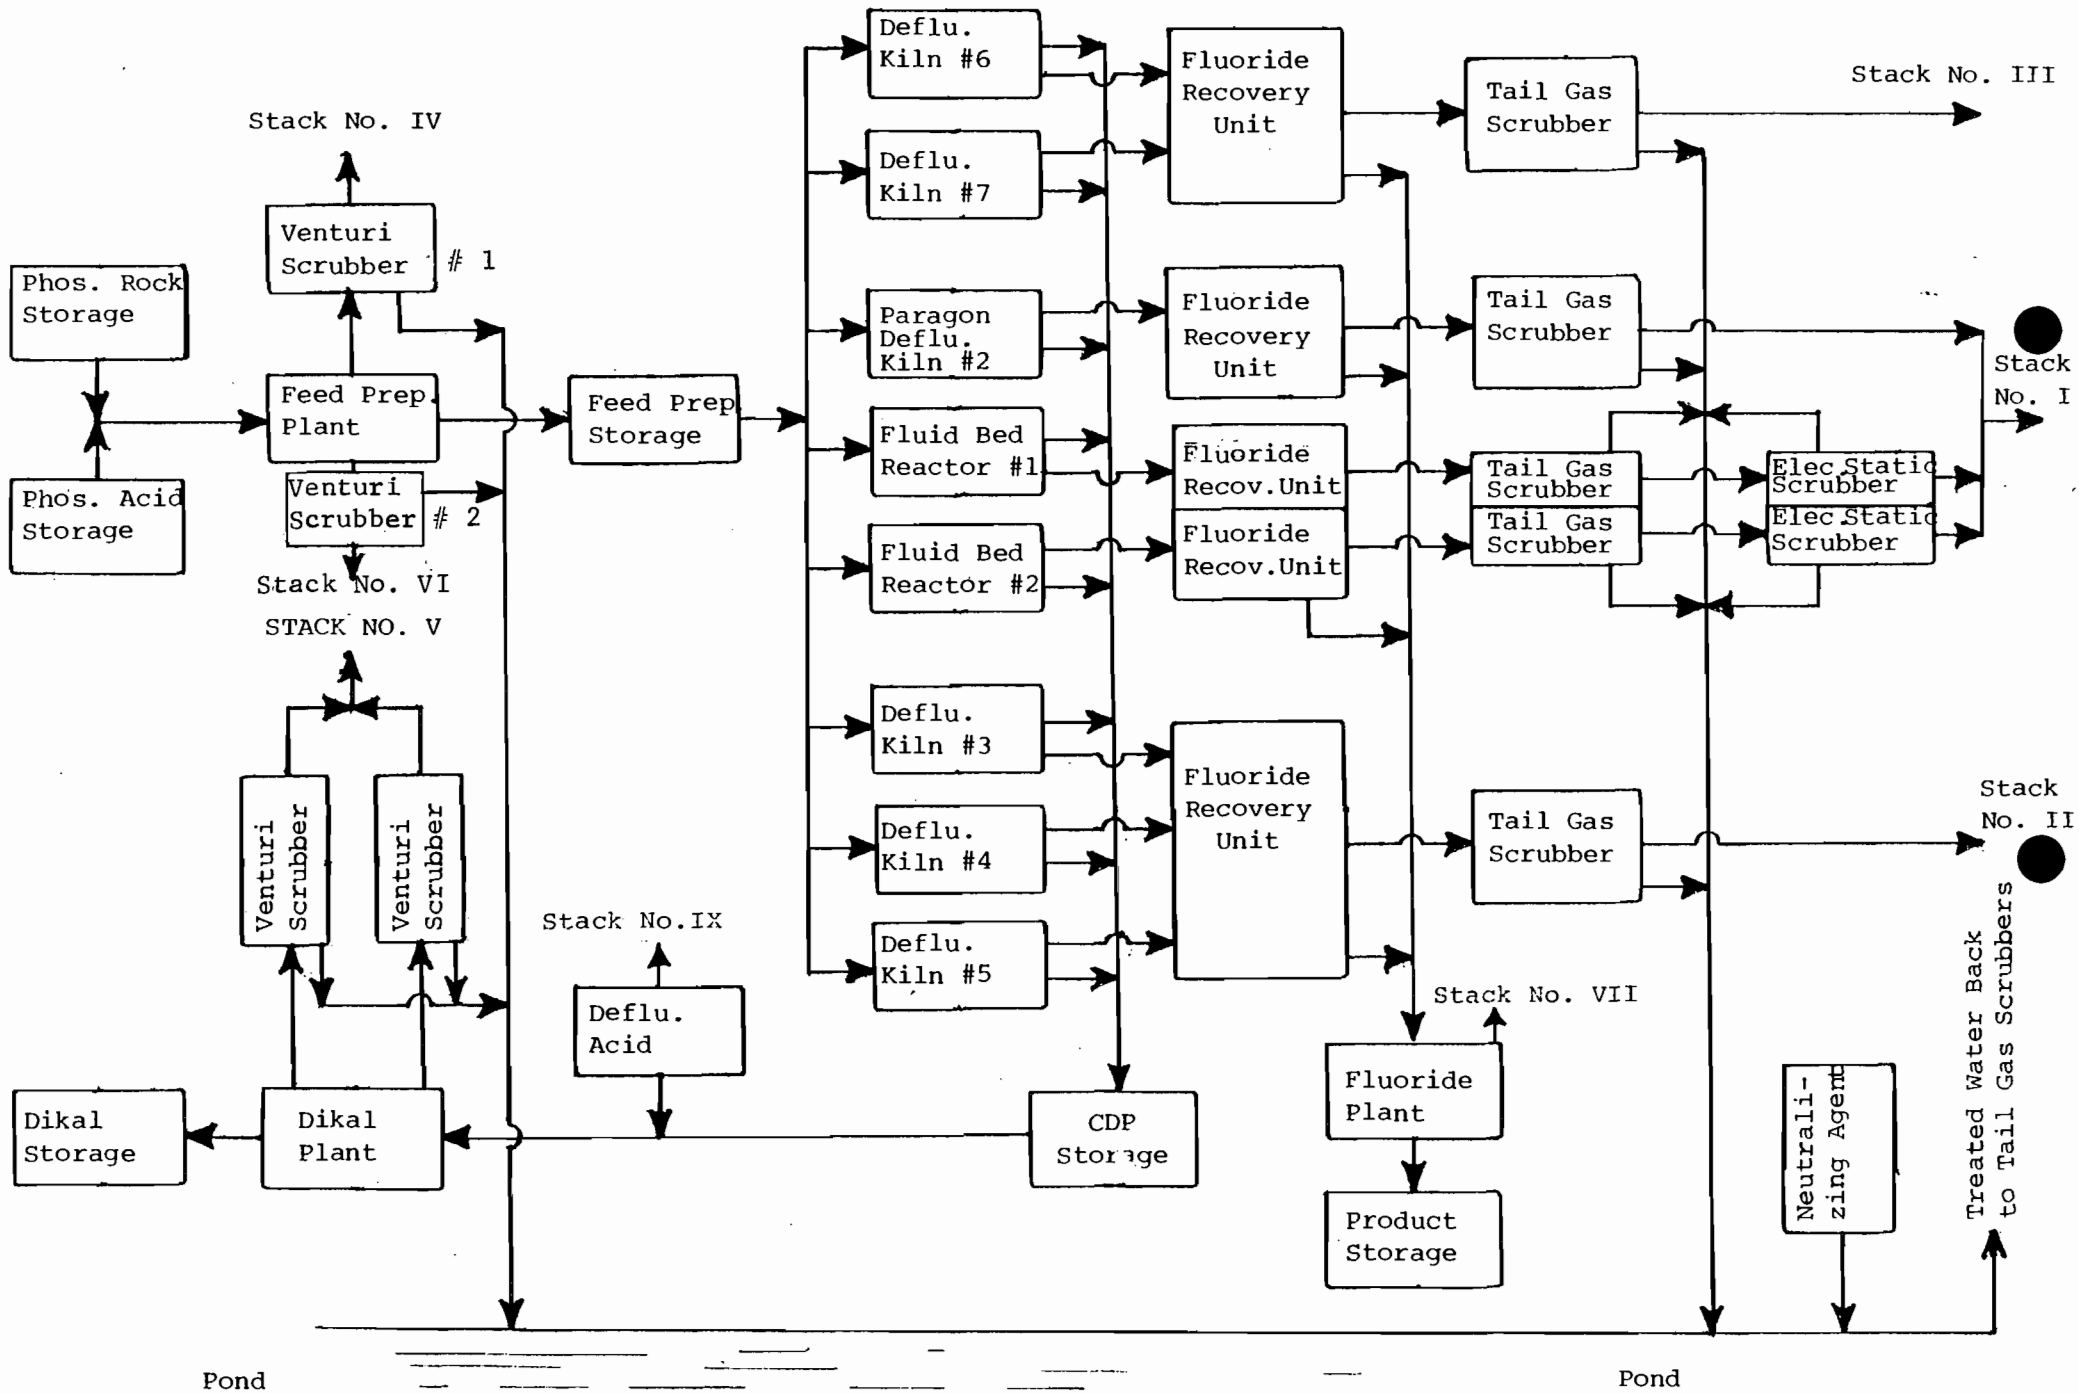 Deflu.
Kiln #6
Fluoride
Recovery
Unit
Tail Gas
Scrubber
Stack No. III
Stack No. IV
Deflu.
Kiln #7
Venturi
Scrubber
# 1
Phos. Rock
Storage
Paragon
Deflu.
Kiln #2
Fluoride
Recovery
Unit
Tail Gas
Scrubber
Stack
No. I
Feed Prep.
Plant
Feed Prep
Storage
Fluid Bed
Reactor #1
Fluoride
Recov.Unit
Tail Gas
Scrubber
Elec.Static
Scrubber
Phos. Acid
Storage
Venturi
Scrubber
# 2
Fluid Bed
Reactor #2
Fluoride
Recov.Unit
Tail Gas
Scrubber
Elec.Static
Scrubber
Stack No. VI
STACK NO. V
Deflu.
Kiln #3
Fluoride
Recovery
Unit
Tail Gas
Scrubber
Stack
No. II
Venturi
Scrubber
Venturi
Scrubber
Deflu.
Kiln #4
Stack No.IX
Deflu.
Kiln #5
Deflu.
Acid
Stack No. VII
Treated Water Back
to Tail Gas Scrubbers
Dikal
Storage
Dikal
Plant
CDP
Storage
Fluoride
Plant
Neutrali-
zing Agent
Product
Storage
Pond
Pond